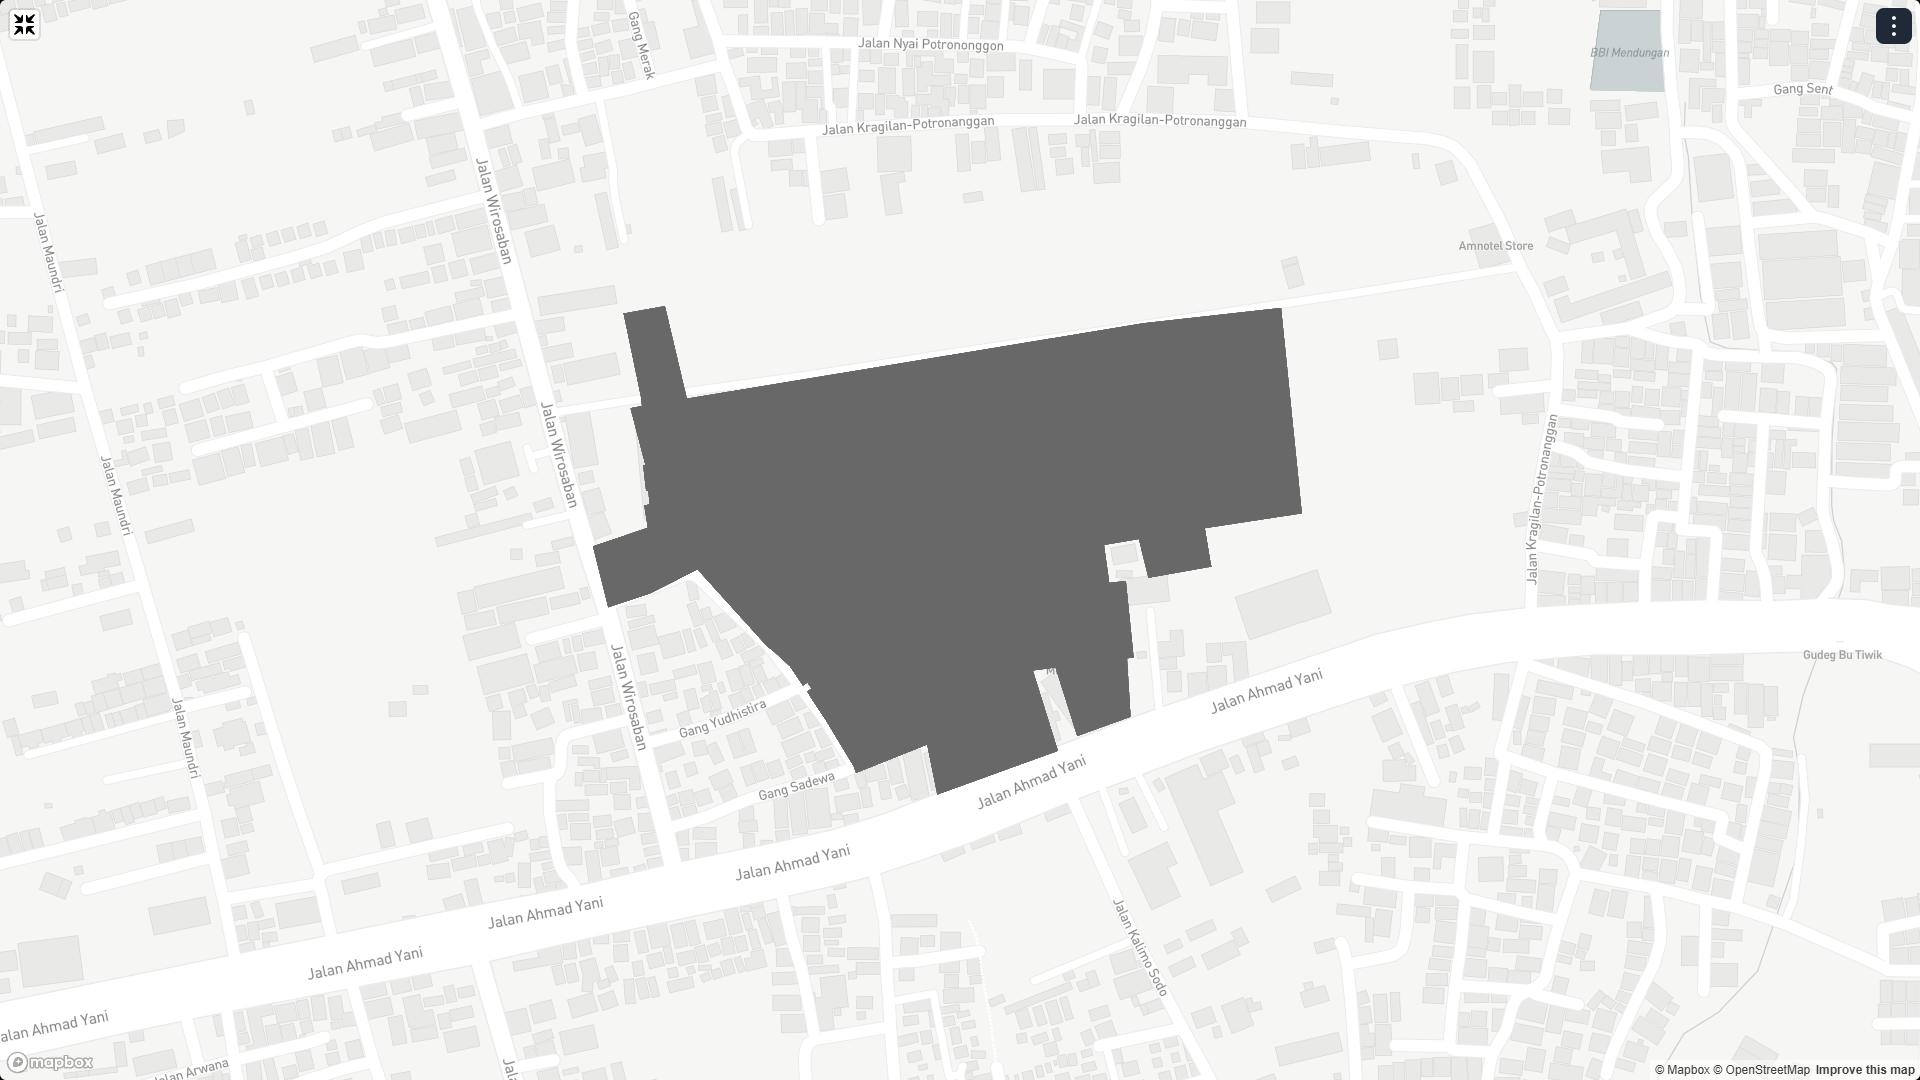 Gang Merak
Jalan Nyai Potrononggon
BBI Mendungan
Gang Sent
Jalan Kragilan-Potronanggan
Jalan Kragilan-Potronanggan
Jalan Wirosaban
Jalan Maundri
Amnotel Store
Jalan Wirosaban
Jalan Maundri
Jalan Kragilan-Potronanggan
Jalan Wirosaban
Gudeg Bu Tiwik
Jalan Ahmad Yani
Jalan Maundri
Gang Yudhistira
Gang Sadewa
Jalan Ahmad Yani
Jalan Ahmad Yani
Jalan Ahmad Yani
Jalan Kalimo Sodo
Jalan Ahmad Yani
alan Ahmad Yani
Jalan Arwana
Jala
mapbox
© Mapbox © OpenStreetMap Improve this map